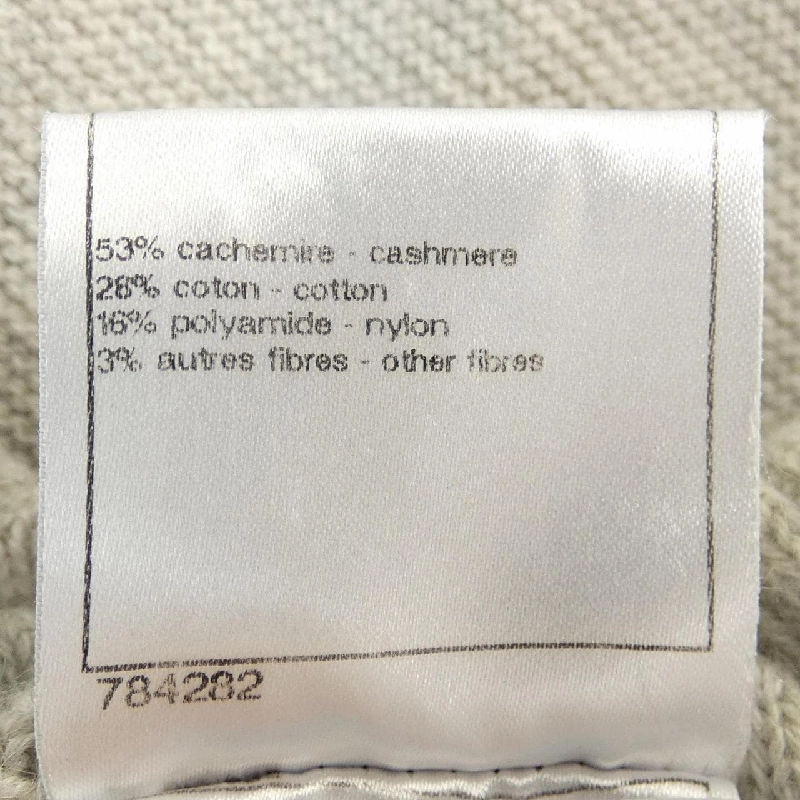 53% cachemire - cashmere
28% coton - cotton
16% polyamide - nylon
3% autres fibres - other fibres
784282